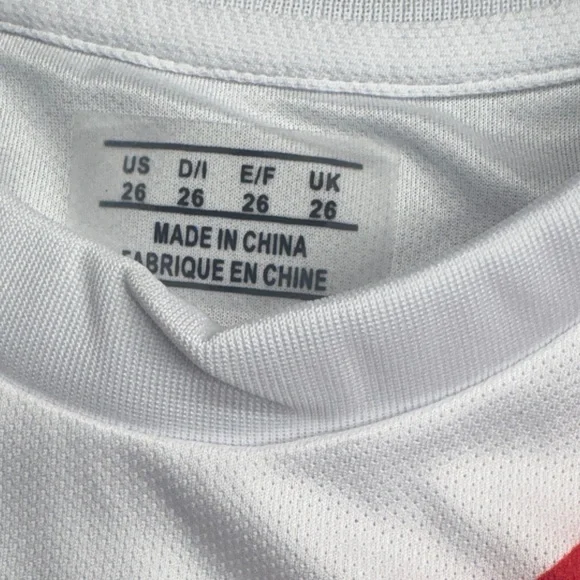 US D/I E/F UK
26 26 26 26
MADE IN CHINA
FABRIQUE EN CHINE